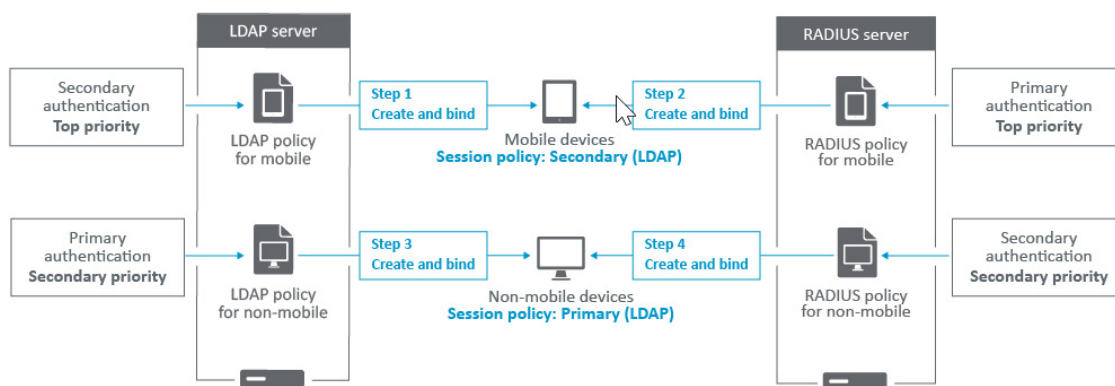 LDAP server
RADIUS server
Secondary
authentication
Top priority
LDAP policy
for mobile
Step 1
Create and bind
Mobile devices
Session policy: Secondary (LDAP)
Step 2
Create and bind
RADIUS policy
for mobile
Primary
authentication
Top priority
Primary
authentication
Secondary priority
LDAP policy
for non-mobile
Step 3
Create and bind
Non-mobile devices
Session policy: Primary (LDAP)
Step 4
Create and bind
RADIUS policy
for non-mobile
Secondary
authentication
Secondary priority